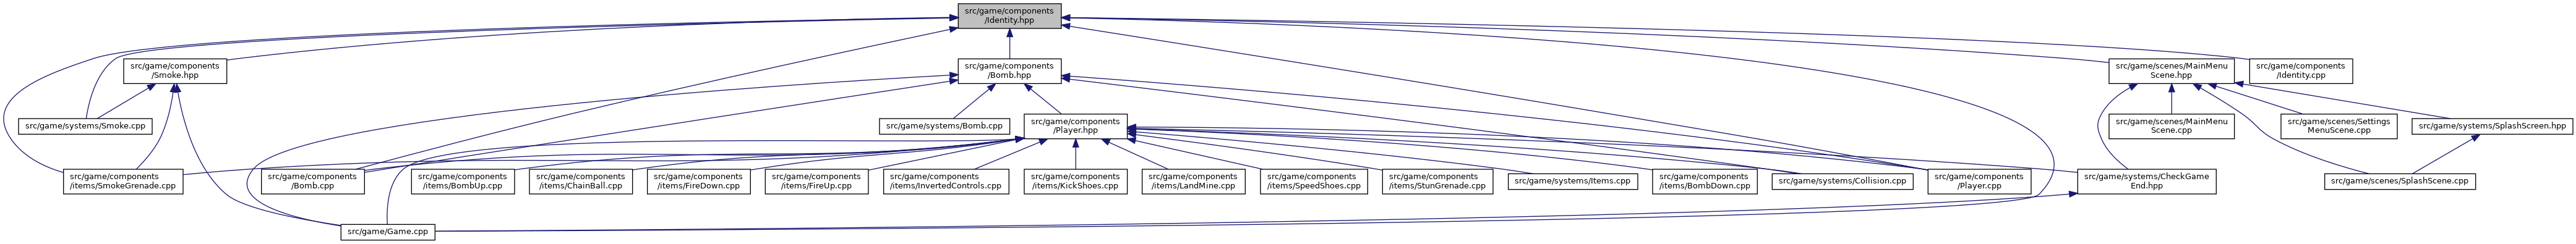 src/game/components
/Identity.hpp
src/game/components
/Smoke.hpp
src/game/components
/Bomb.hpp
src/game/scenes/MainMenu
Scene.hpp
src/game/components
/Identity.cpp
src/game/systems/Smoke.cpp
src/game/systems/Bomb.cpp
src/game/components
/Player.hpp
src/game/scenes/MainMenu
Scene.cpp
src/game/scenes/Settings
MenuScene.cpp
src/game/systems/SplashScreen.hpp
src/game/components
/items/SmokeGrenade.cpp
src/game/components
/Bomb.cpp
src/game/components
/items/BombUp.cpp
src/game/components
/items/ChainBall.cpp
src/game/components
/items/FireDown.cpp
src/game/components
/items/FireUp.cpp
src/game/components
/items/InvertedControls.cpp
src/game/components
/items/KickShoes.cpp
src/game/components
/items/LandMine.cpp
src/game/components
/items/SpeedShoes.cpp
src/game/components
/items/StunGrenade.cpp
src/game/systems/Items.cpp
src/game/components
/items/BombDown.cpp
src/game/systems/Collision.cpp
src/game/components
/Player.cpp
src/game/systems/CheckGame
End.hpp
src/game/scenes/SplashScene.cpp
src/game/Game.cpp